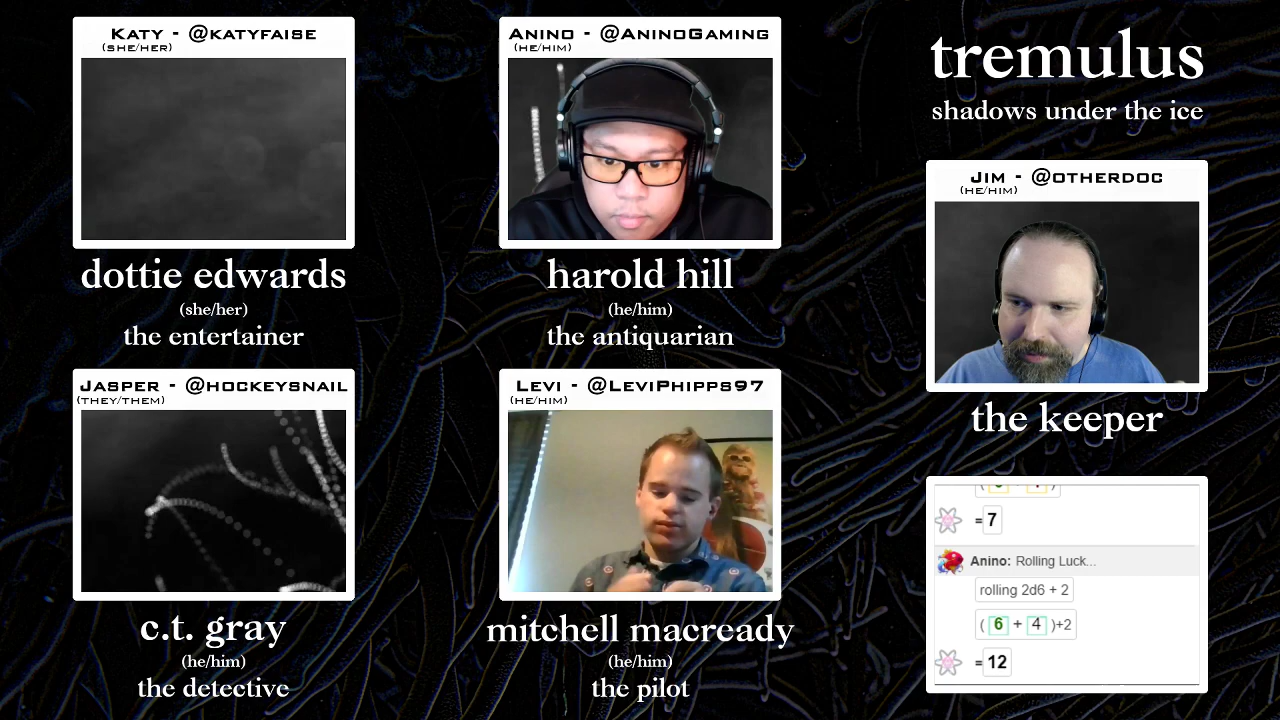 Katy - @katyfaise
(she/her)
dottie edwards
(she/her)
the entertainer
Anino - @AninoGaming
(he/him)
harold hill
(he/him)
the antiquarian
tremulus
shadows under the ice
Jim - @otherdoc
(he/him)
the keeper
Jasper - @hockeysnail
(they/them)
c.t. gray
(he/him)
the detective
Levi - @LeviPhipps97
(he/him)
mitchell macready
(he/him)
the pilot
=7
Anino: Rolling Luck...
rolling 2d6 + 2
( 6 + 4 )+2
=12